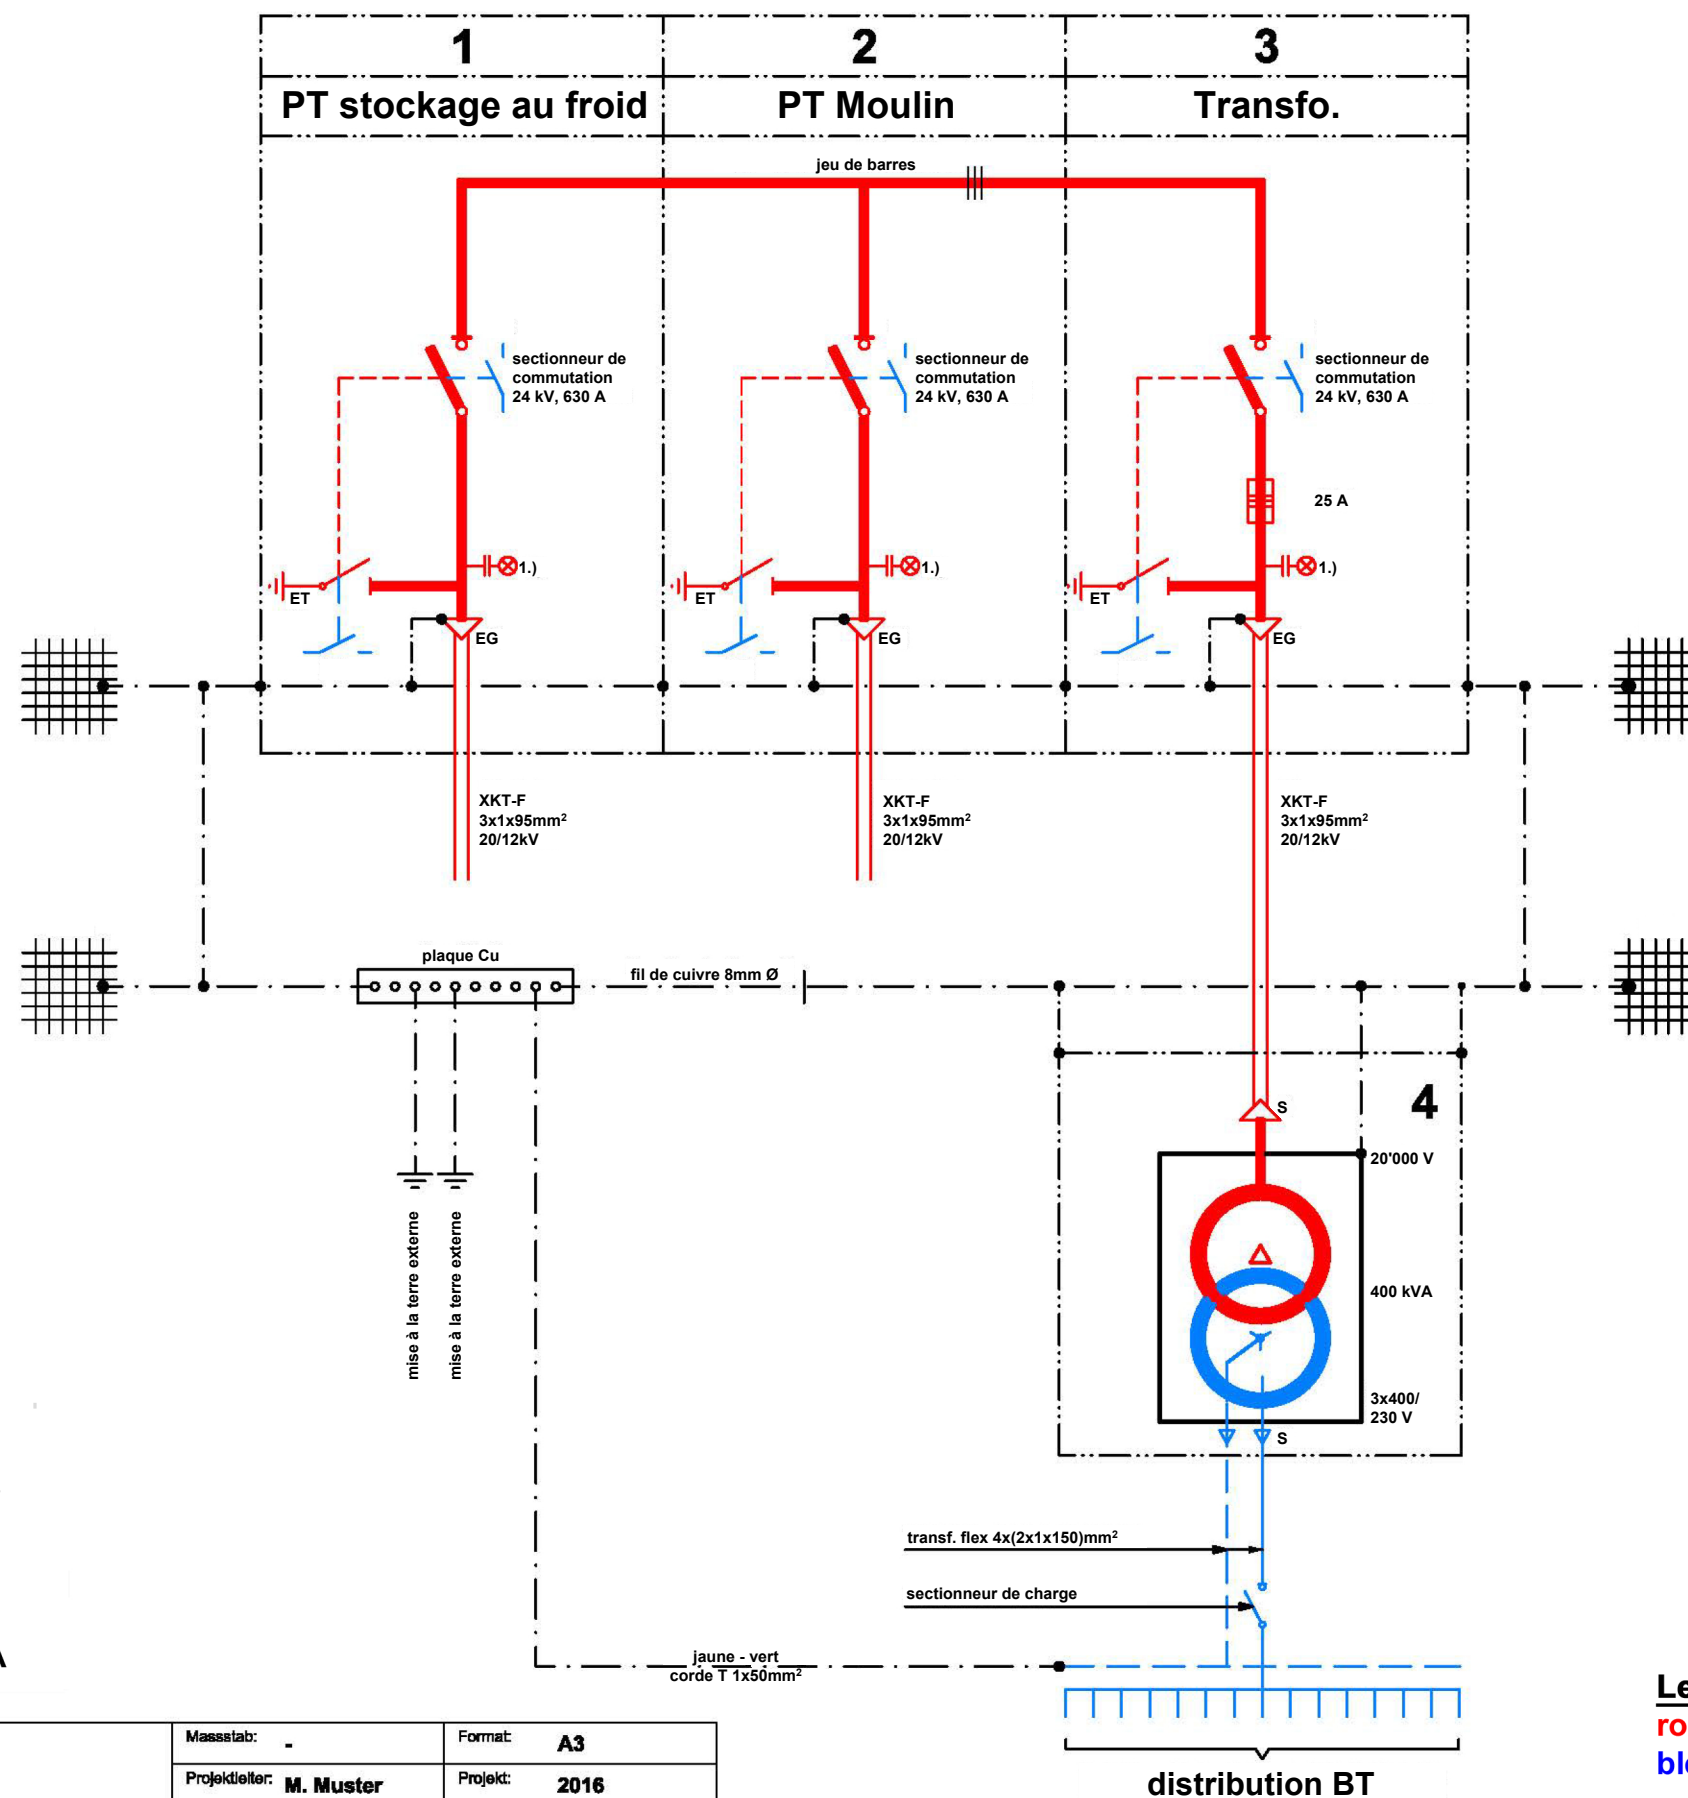 1
2
3
PT stockage au froid
PT Moulin
Transfo.
jeu de barres
sectionneur de
commutation
24 kV, 630 A
sectionneur de
commutation
24 kV, 630 A
sectionneur de
commutation
24 kV, 630 A
25 A
1.)
1.)
1.)
ET
ET
ET
EG
EG
EG
XKT-F
3x1x95mm²
20/12kV
XKT-F
3x1x95mm²
20/12kV
XKT-F
3x1x95mm²
20/12kV
plaque Cu
fil de cuivre 8mm Ø
mise à la terre externe
mise à la terre externe
S
4
20'000 V
400 kVA
3x400/
230 V
S
transf. flex 4x(2x1x150)mm²
sectionneur de charge
jaune - vert
corde T 1x50mm²
distribution BT
Massstab: -
Format: A3
Projektleiter: M. Muster
Projekt: 2016
Le
ro